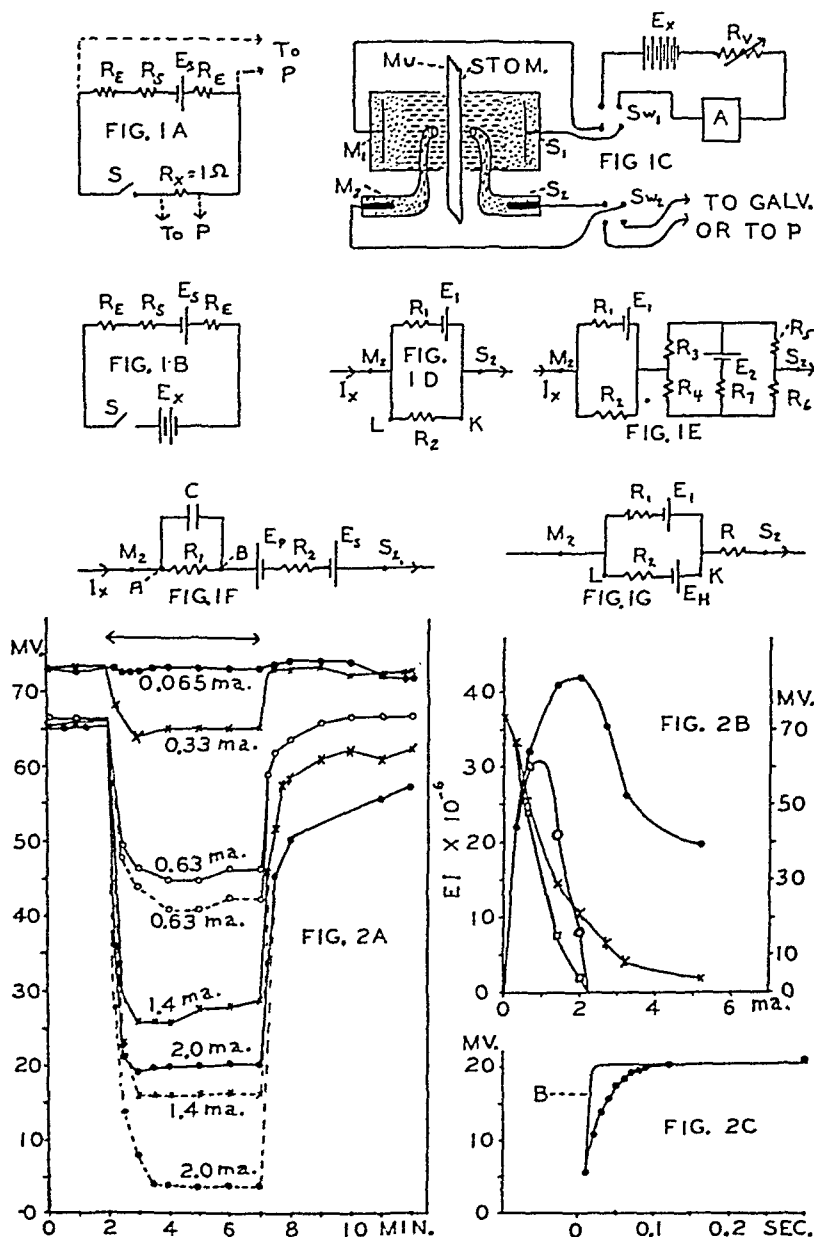 To
P
R_E R_S E_S R_E
FIG. 1A
S R_X = 1 Ω
To P
Mu STOM.
E_X R_V
Sw_1 A
M_1 S_1
FIG 1C
M_2 S_2
Sw_2
TO GALV.
OR TO P
R_E R_S E_S R_E
FIG. 1·B
S E_X
R_1 E_1
M_2 FIG. 1D S_2
I_X
L R_2 K
R_1 E_1
R_3 R_5
M_2 E_2 S_2
I_X R_4 R_7 R_6
R_2
FIG. 1E
C
M_2 R_1 B E_P R_2 E_S S_2
I_X A
FIG. 1F
R_1 E_1
M_2 R S_2
L R_2 K
E_H
FIG. 1G
MV.
70
60
50
40
30
20
10
0
0 2 4 6 8 10 MIN.
0.065 ma.
0.33 ma.
0.63 ma.
0.63 ma.
1.4 ma.
2.0 ma.
1.4 ma.
2.0 ma.
FIG. 2A
40
30
20
10
0
EI X 10^-6
FIG. 2B
MV.
70
50
30
10
0
0 2 4 6 ma.
MV.
20
10
0
B
FIG. 2C
0 0.1 0.2 SEC.